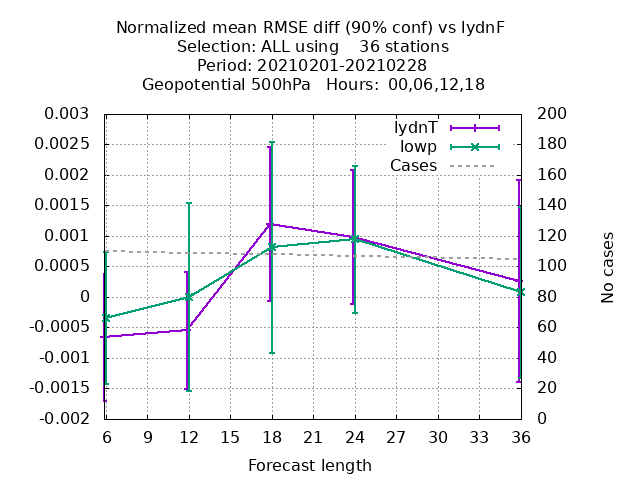 Normalized mean RMSE diff (90% conf) vs lydnF
Selection: ALL using    36 stations
Period: 20210201-20210228
Geopotential 500hPa   Hours: 00,06,12,18
0.003
0.0025
0.002
0.0015
0.001
0.0005
0
-0.0005
-0.001
-0.0015
-0.002
200
180
160
140
120
100
80
60
40
20
0
lydnT
lowp
Cases
No cases
6 9 12 15 18 21 24 27 30 33 36
Forecast length